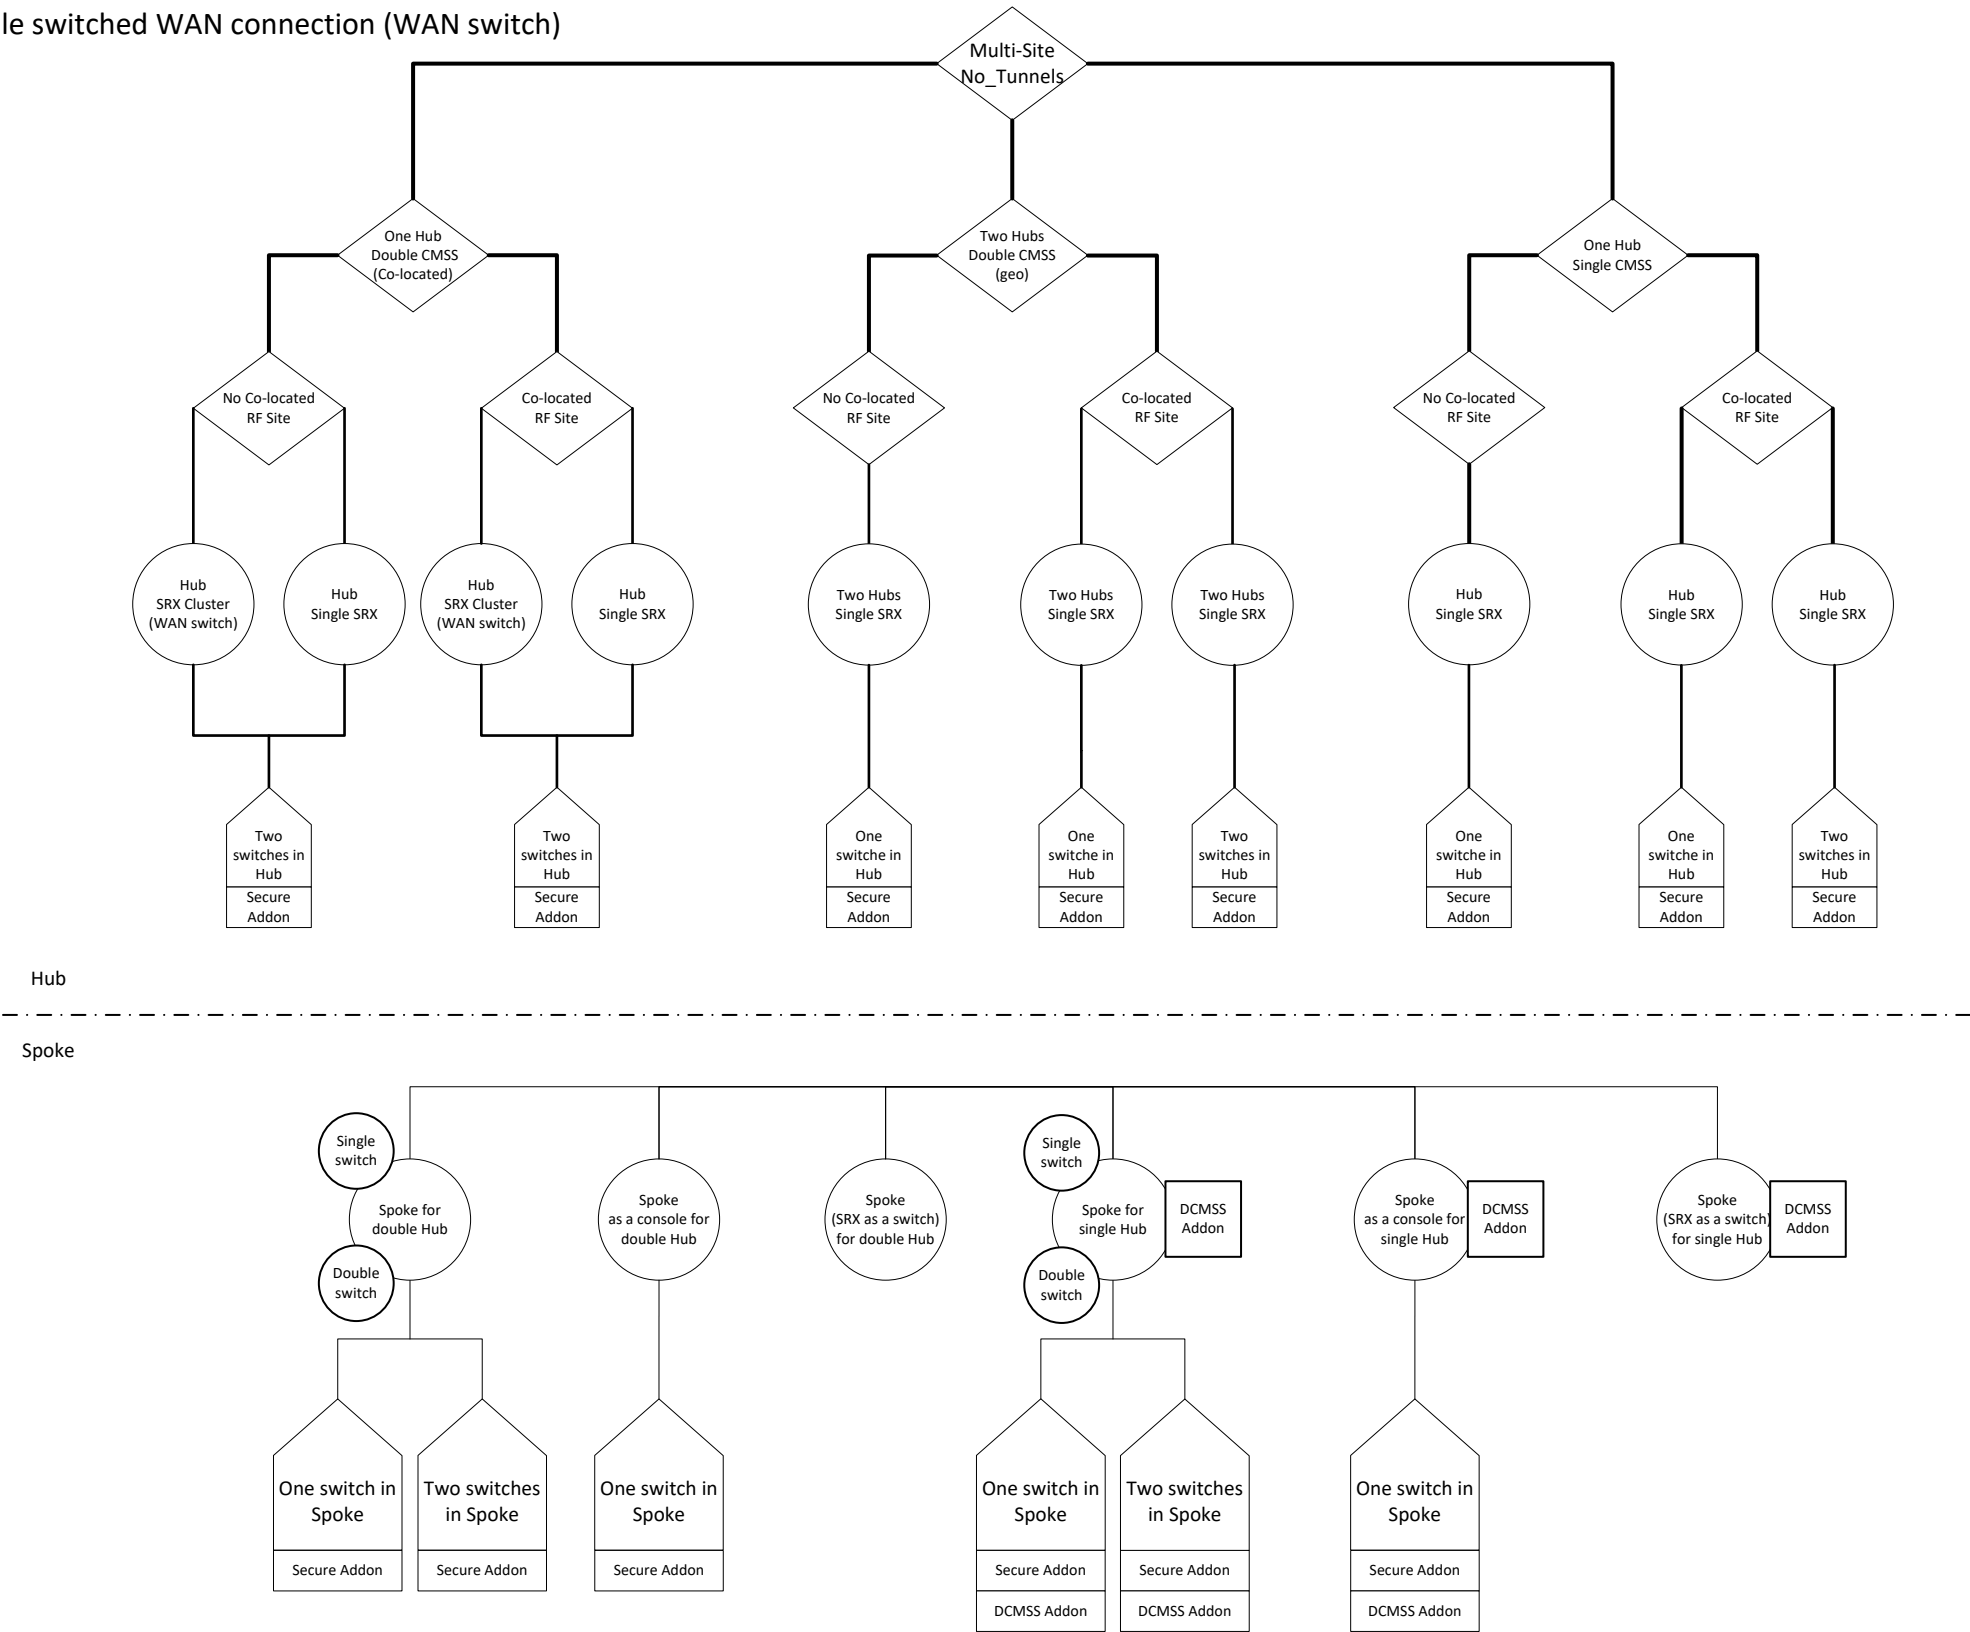 le switched WAN connection (WAN switch)
Multi-Site
No_Tunnels
One Hub
Double CMSS
(Co-located)
Two Hubs
Double CMSS
(geo)
One Hub
Single CMSS
No Co-located
RF Site
Co-located
RF Site
No Co-located
RF Site
Co-located
RF Site
No Co-located
RF Site
Co-located
RF Site
Hub
SRX Cluster
(WAN switch)
Hub
Single SRX
Hub
SRX Cluster
(WAN switch)
Hub
Single SRX
Two Hubs
Single SRX
Two Hubs
Single SRX
Two Hubs
Single SRX
Hub
Single SRX
Hub
Single SRX
Hub
Single SRX
Two
switches in
Hub
Secure
Addon
Two
switches in
Hub
Secure
Addon
One
switche in
Hub
Secure
Addon
One
switche in
Hub
Secure
Addon
Two
switches in
Hub
Secure
Addon
One
switche in
Hub
Secure
Addon
One
switche in
Hub
Secure
Addon
Two
switches in
Hub
Secure
Addon
Hub
Spoke
Single
switch
Spoke for
double Hub
Double
switch
Spoke
as a console for
double Hub
Spoke
(SRX as a switch)
for double Hub
Single
switch
Spoke for
single Hub
Double
switch
DCMSS
Addon
Spoke
as a console for
single Hub
DCMSS
Addon
Spoke
(SRX as a switch)
for single Hub
DCMSS
Addon
One switch in
Spoke
Secure Addon
Two switches
in Spoke
Secure Addon
One switch in
Spoke
Secure Addon
One switch in
Spoke
Secure Addon
DCMSS Addon
Two switches
in Spoke
Secure Addon
DCMSS Addon
One switch in
Spoke
Secure Addon
DCMSS Addon